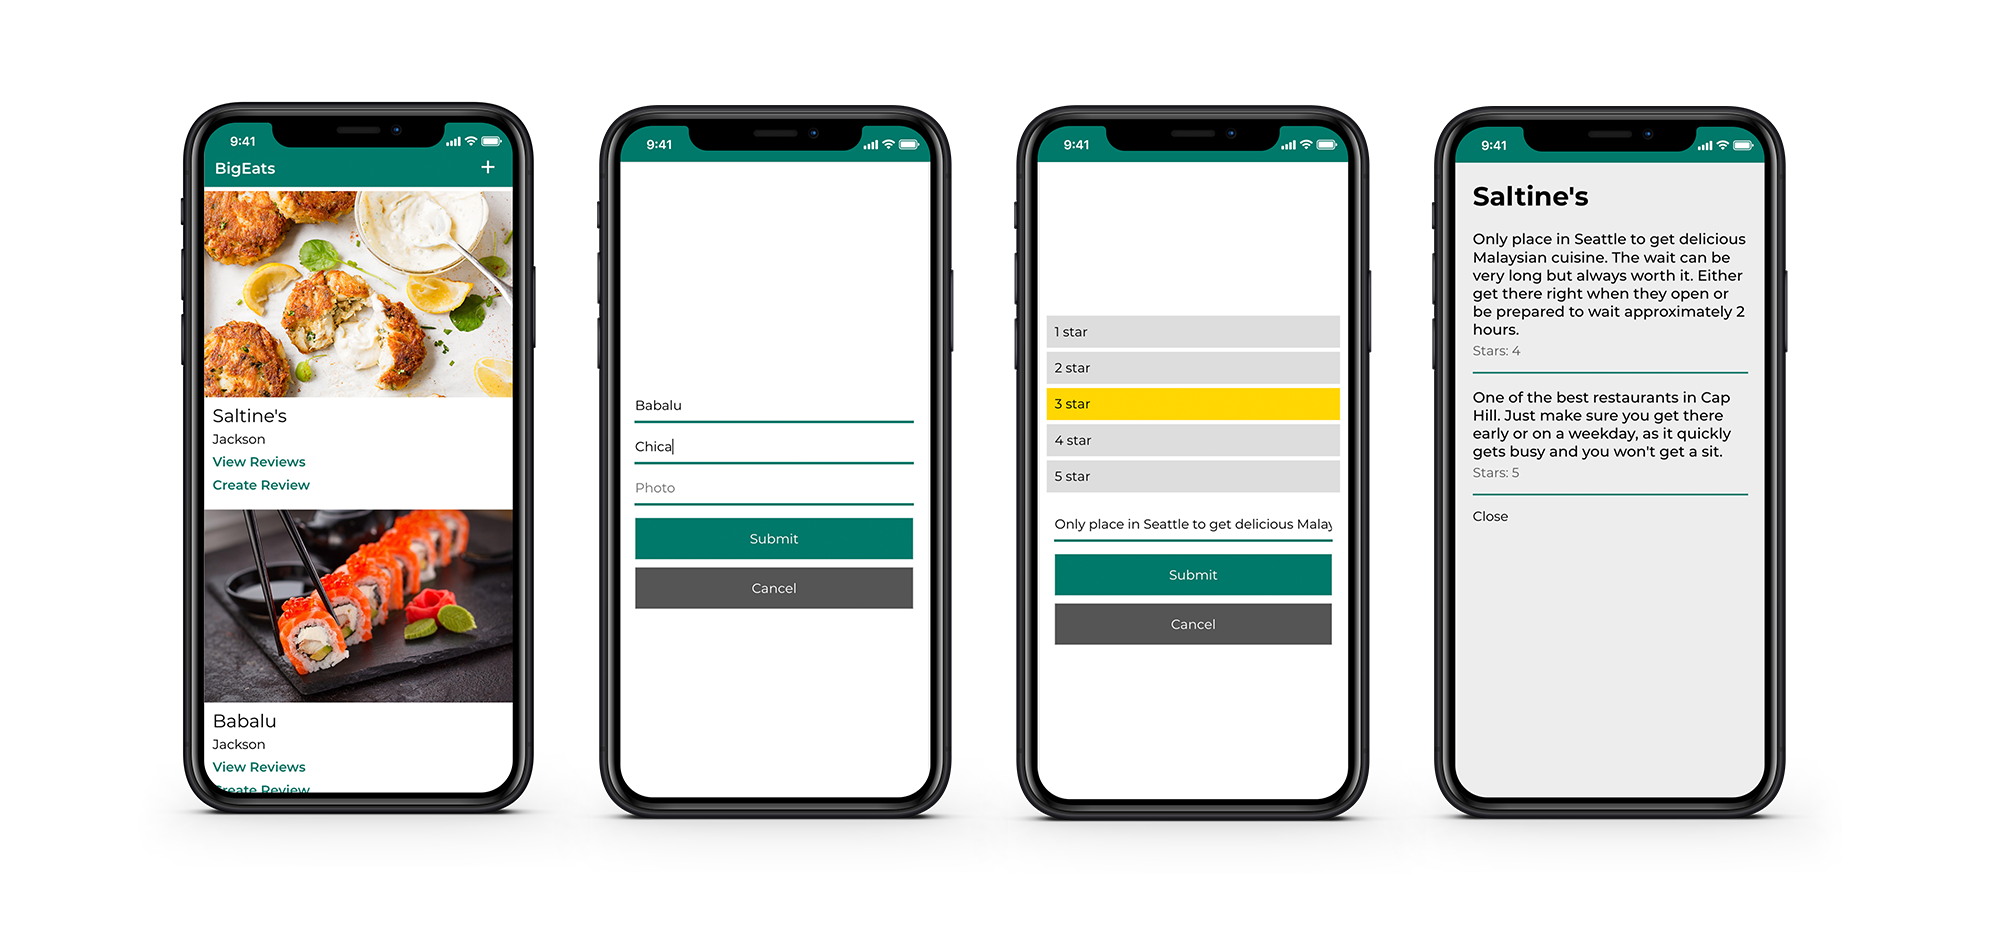 9:41
BigEats
+
Saltine's
Jackson
View Reviews
Create Review
Babalu
Jackson
View Reviews
Create Review
9:41
Babalu
Chica
Photo
Submit
Cancel
9:41
1 star
2 star
3 star
4 star
5 star
Only place in Seattle to get delicious Malay
Submit
Cancel
9:41
Saltine's
Only place in Seattle to get delicious
Malaysian cuisine. The wait can be
very long but always worth it. Either
get there right when they open or
be prepared to wait approximately 2
hours.
Stars: 4
One of the best restaurants in Cap
Hill. Just make sure you get there
early or on a weekday, as it quickly
gets busy and you won't get a sit.
Stars: 5
Close